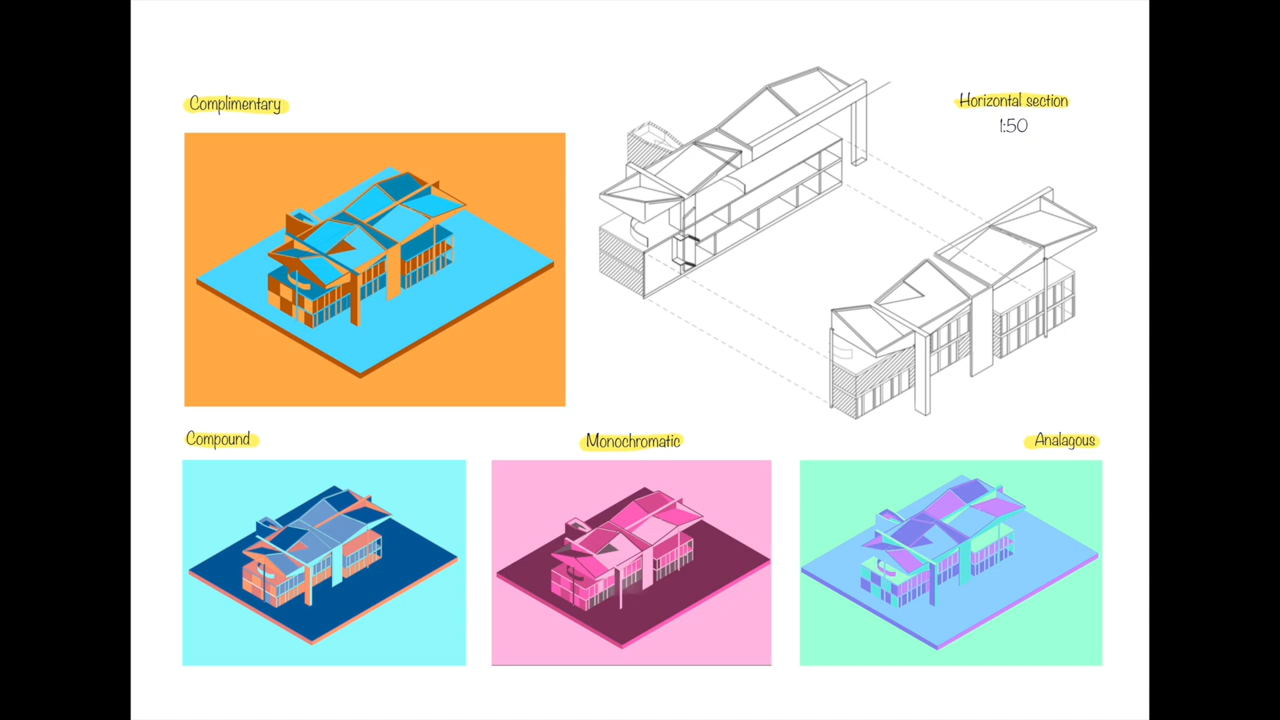 Complimentary
Horizontal section
1:50
Compound
Monochromatic
Analagous